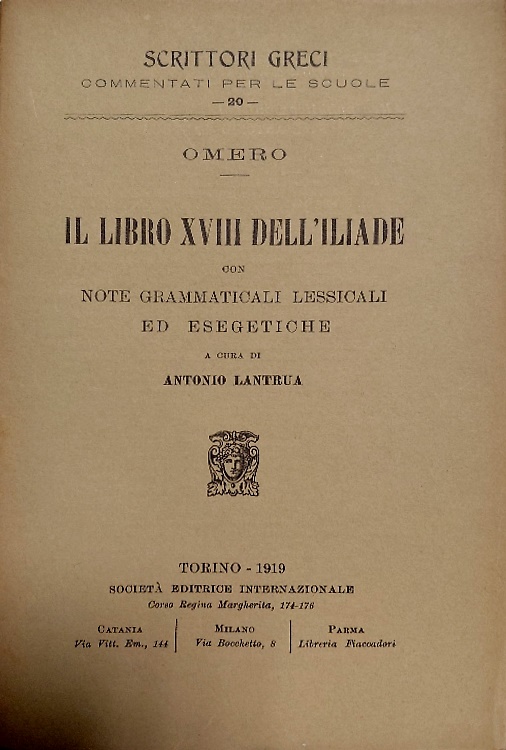 SCRITTORI GRECI
COMMENTATI PER LE SCUOLE
— 20 —
OMERO
IL LIBRO XVIII DELL'ILIADE
CON
NOTE GRAMMATICALI LESSICALI
ED ESEGETICHE
A CURA DI
ANTONIO LANTRUA
TORINO - 1919
SOCIETÀ EDITRICE INTERNAZIONALE
Corso Regina Margherita, 174-176
CATANIA
Via Vitt. Em., 144
MILANO
Via Bocchetto, 8
PARMA
Libreria Fiaccadori